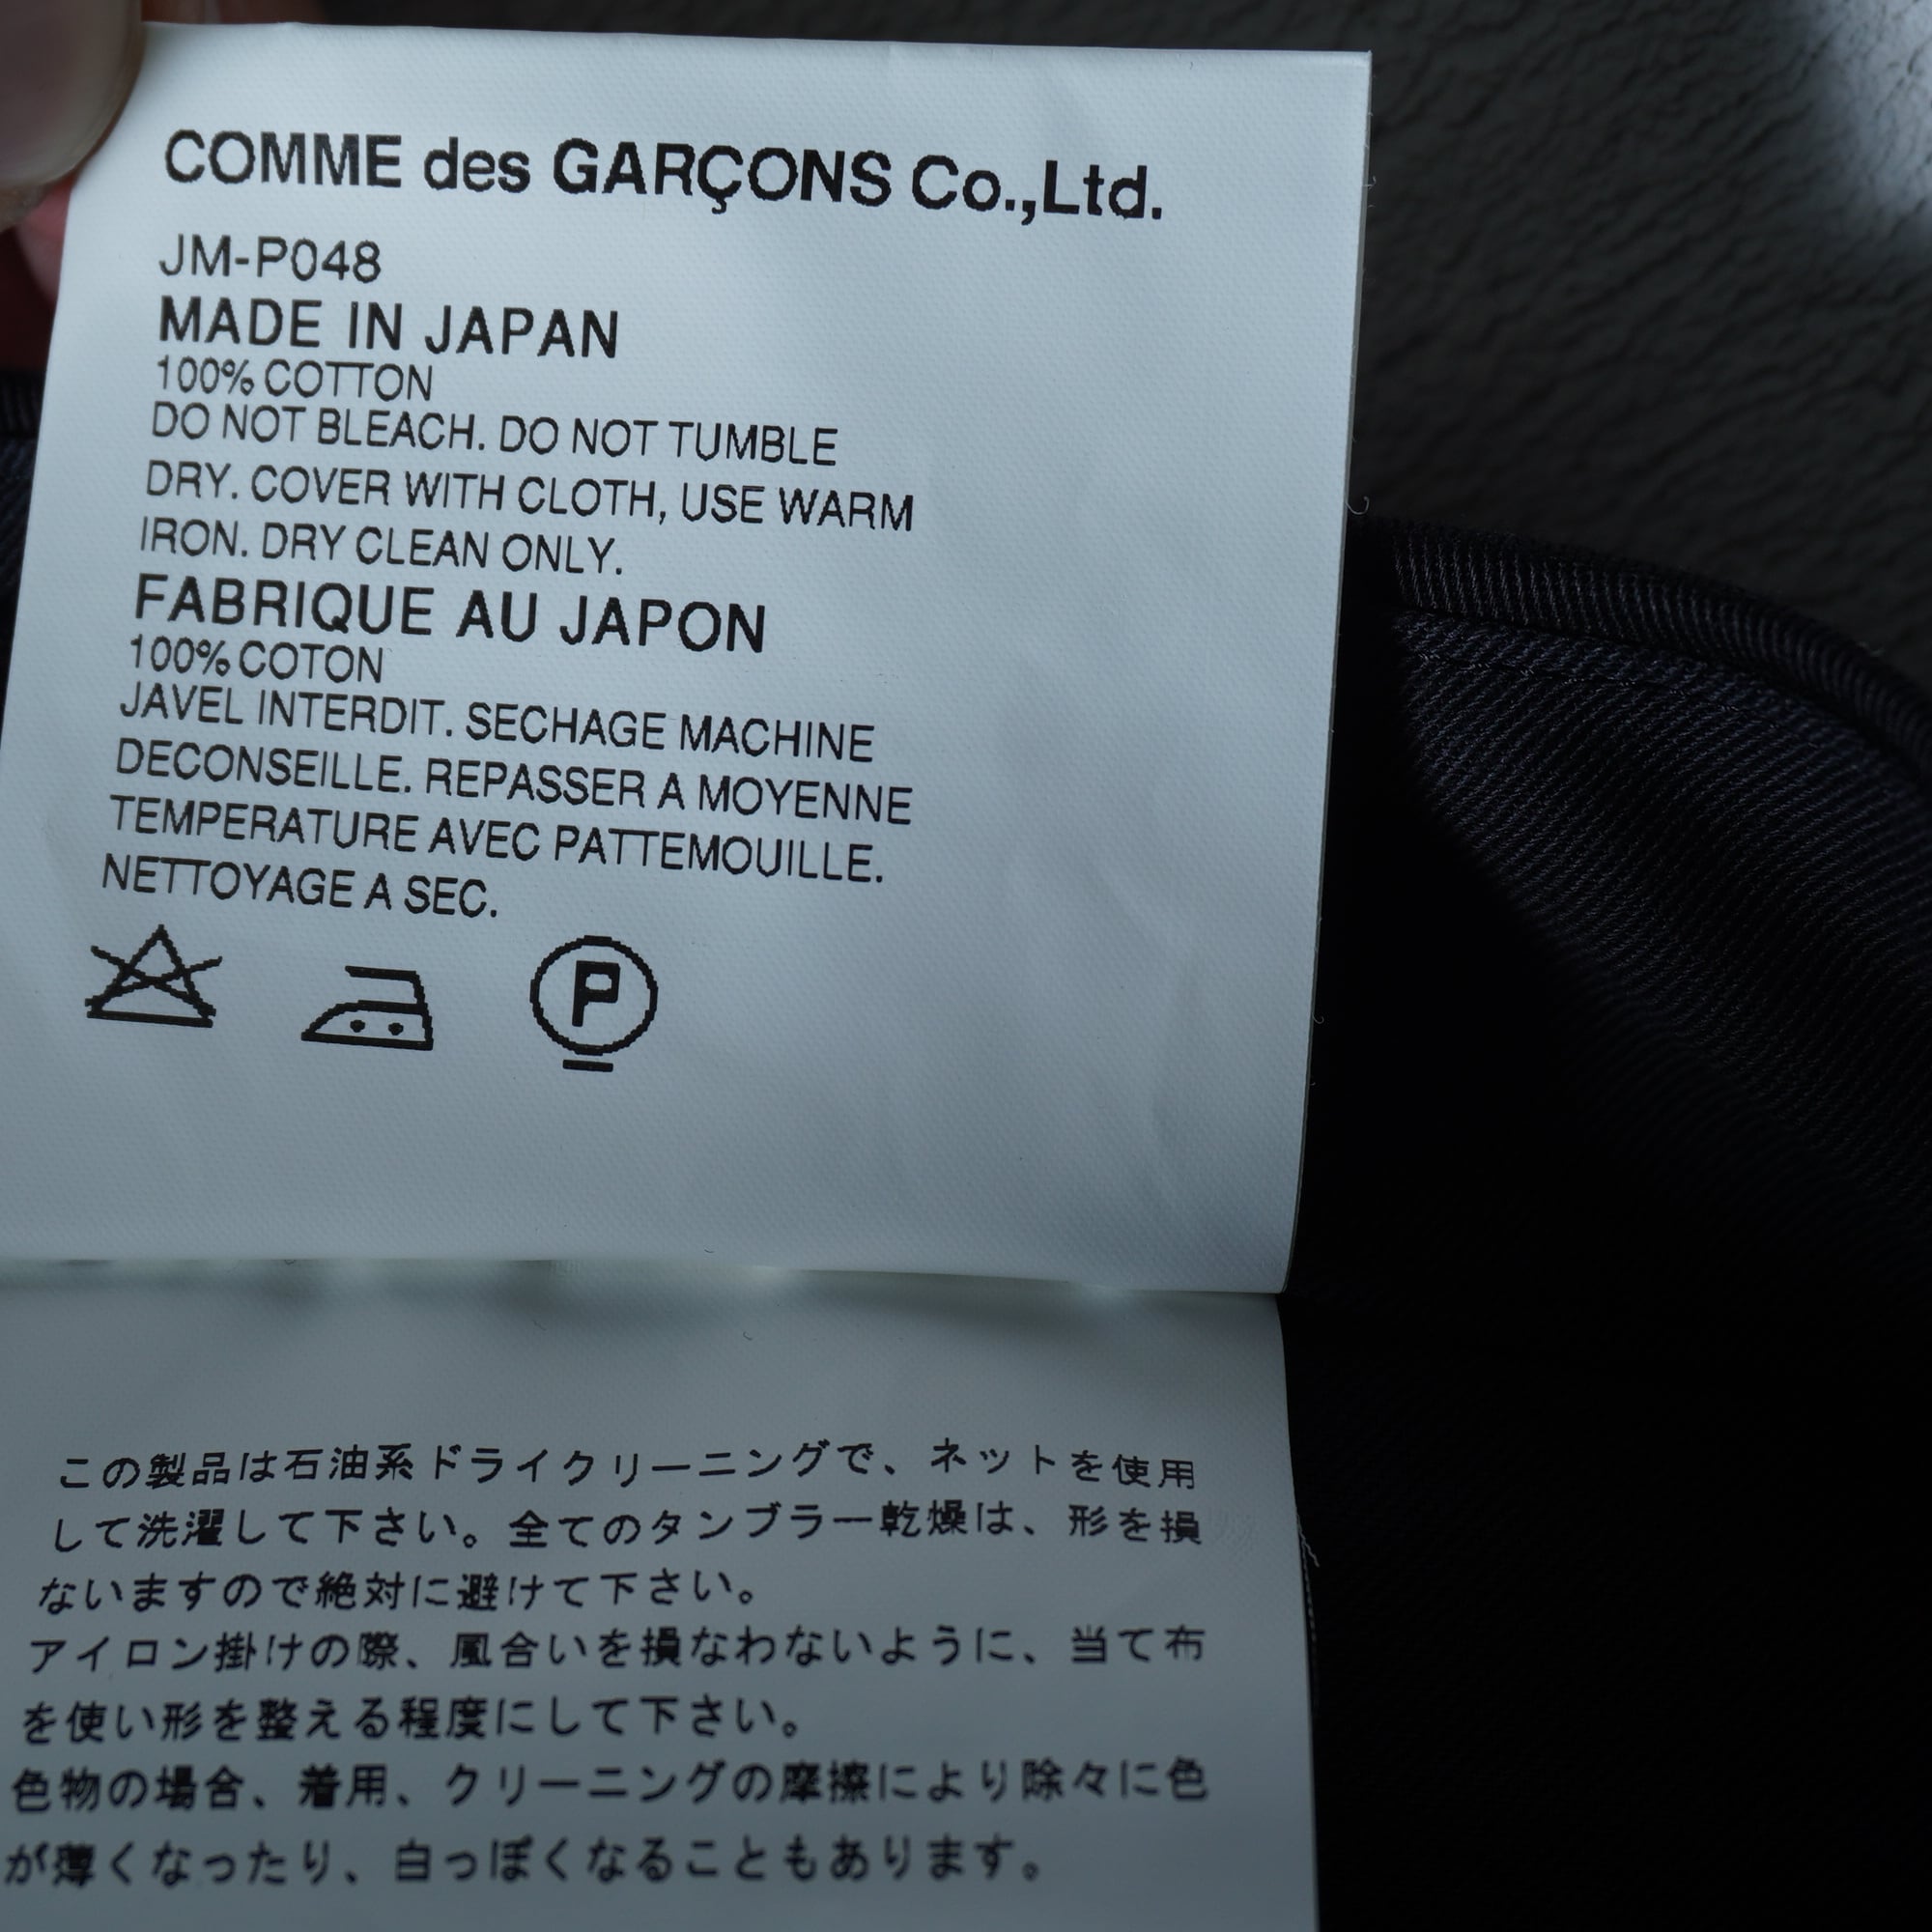 COMME des GARÇONS Co.,Ltd.
JM-P048
MADE IN JAPAN
100% COTTON
DO NOT BLEACH. DO NOT TUMBLE
DRY. COVER WITH CLOTH, USE WARM
IRON. DRY CLEAN ONLY.
FABRIQUE AU JAPON
100% COTON
JAVEL INTERDIT. SECHAGE MACHINE
DECONSEILLE. REPASSER A MOYENNE
TEMPERATURE AVEC PATTEMOUILLE.
NETTOYAGE A SEC.
P
この製品は石油系ドライクリーニングで、ネットを使用
して洗濯して下さい。全てのタンブラー乾燥は、形を損
ないますので絶対に避けて下さい。
アイロン掛けの際、風合いを損なわないように、当て布
を使い形を整える程度にして下さい。
色物の場合、着用、クリーニングの摩擦により除々に色
が薄くなったり、白っぽくなることもあります。